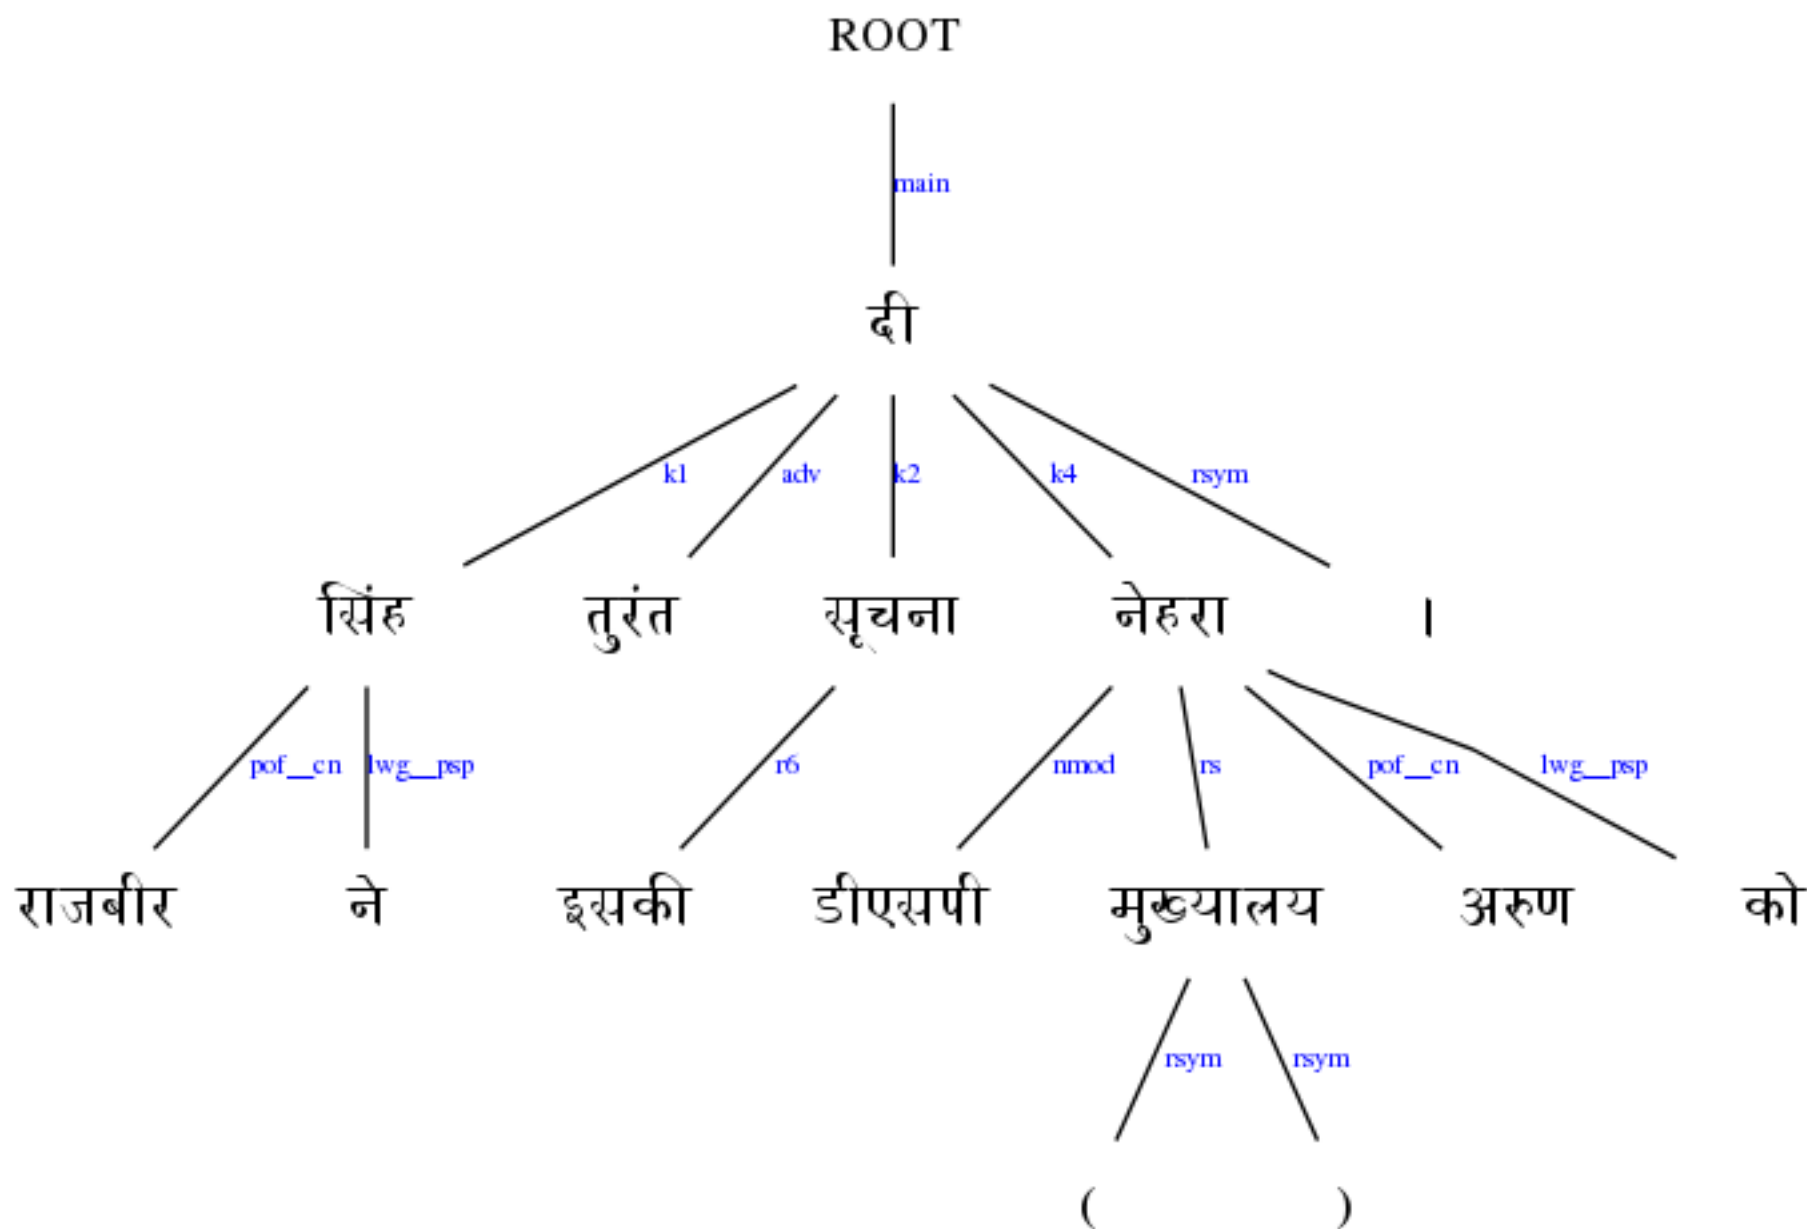 ROOT
main
दी
k1 adv k2 k4 rsym
सिंह तुरंत सूचना नेहरा ।
pof__cn lwg__psp r6 nmod rs pof__cn lwg__psp
राजबीर ने इसकी डीएसपी मुख्यालय अरुण को
rsym rsym
( )